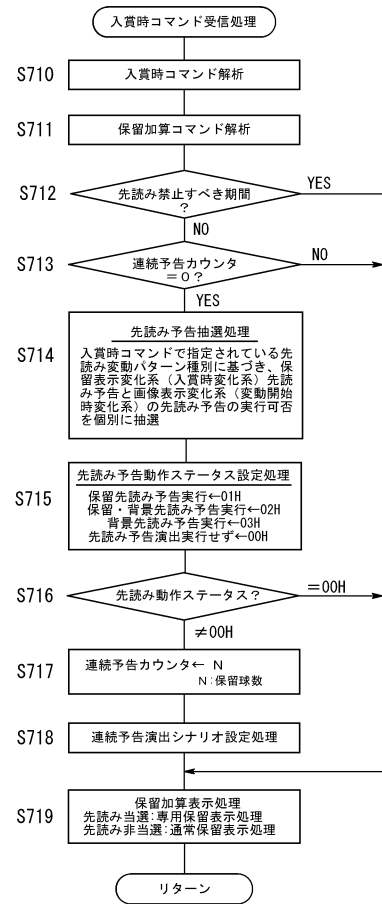 入賞時コマンド受信処理
S710
入賞時コマンド解析
S711
保留加算コマンド解析
S712
先読み禁止すべき期間
?
YES
NO
S713
連続予告カウンタ
=0?
NO
YES
S714
先読み予告抽選処理
入賞時コマンドで指定されている先
読み変動パターン種別に基づき、保
留表示変化系(入賞時変化系)先読
み予告と画像表示変化系(変動開始
時変化系)の先読み予告の実行可否
を個別に抽選
S715
先読み予告動作ステータス設定処理
保留先読み予告実行←01H
保留・背景先読み予告実行←02H
背景先読み予告実行←03H
先読み予告演出実行せず←00H
S716
先読み動作ステータス?
=00H
≠00H
S717
連続予告カウンタ← N
N:保留球数
S718
連続予告演出シナリオ設定処理
S719
保留加算表示処理
先読み当選:専用保留表示処理
先読み非当選:通常保留表示処理
リターン